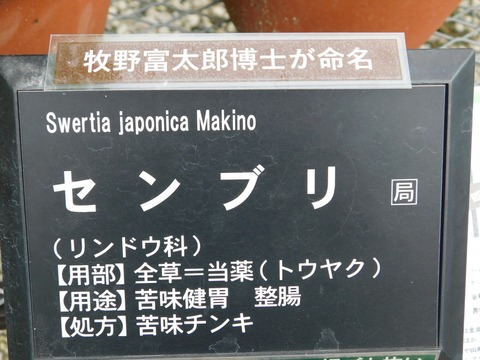 牧野富太郎博士が命名
Swertia japonica Makino
センブリ 局
(リンドウ科)
【用部】全草＝当薬(トウヤク)
【用途】苦味健胃 整腸
【処方】苦味チンキ